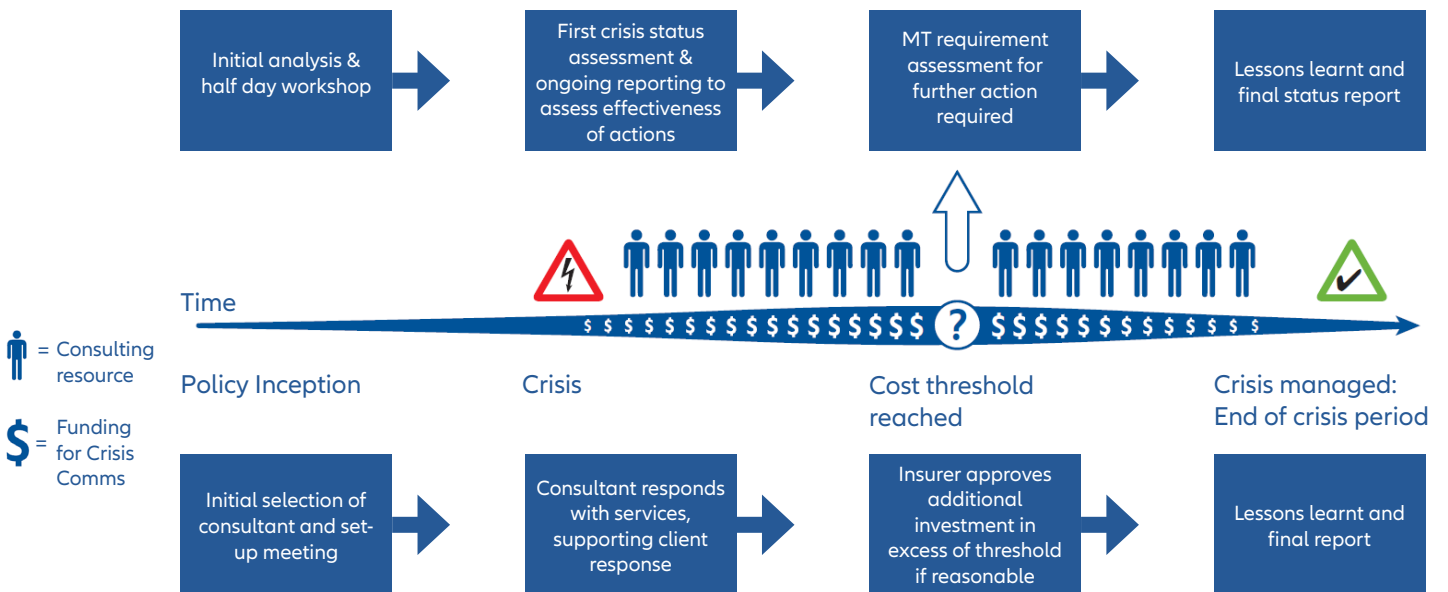 Initial analysis &
half day workshop
First crisis status
assessment &
ongoing reporting to
assess effectiveness
of actions
MT requirement
assessment for
further action
required
Lessons learnt and
final status report
Time
$ $ $ $ $ $ $ $ $ $ $ $ $ $ $ $ $ $ ? $ $ $ $ $ $ $ $ $ $ $ $ $ $
= Consulting
resource
$ = Funding
for Crisis
Comms
Policy Inception
Crisis
Cost threshold
reached
Crisis managed:
End of crisis period
Initial selection of
consultant and set-
up meeting
Consultant responds
with services,
supporting client
response
Insurer approves
additional
investment in
excess of threshold
if reasonable
Lessons learnt and
final report